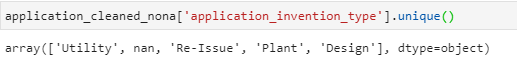 application_cleaned_nona['application_invention_type'].unique()
array(['Utility', nan, 'Re-Issue', 'Plant', 'Design'], dtype=object)